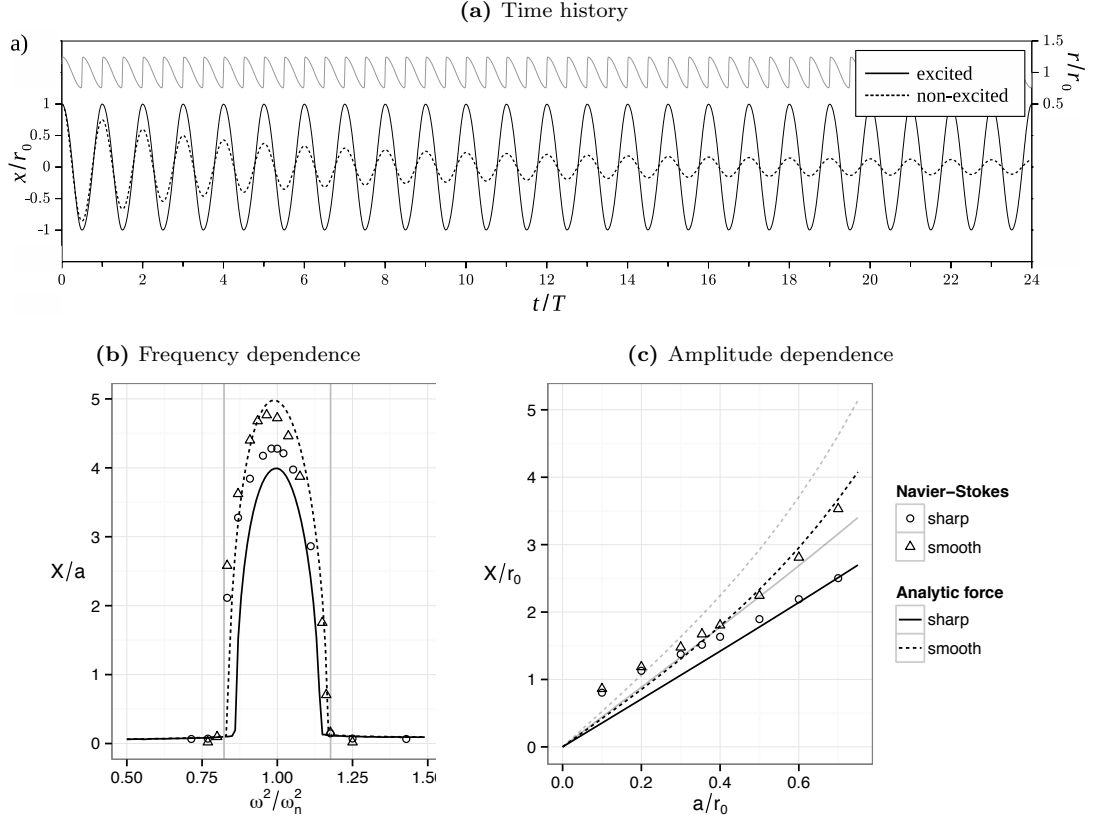 (a) Time history
a)
1.5
1
0.5
r/r₀
excited
non-excited
1
0.5
0
-0.5
-1
x/r₀
0 2 4 6 8 10 12 14 16 18 20 22 24
t/T
(b) Frequency dependence
5
4
3
2
1
0
X/a
0.50 0.75 1.00 1.25 1.50
ω²/ωₙ²
(c) Amplitude dependence
5
4
3
2
1
0
X/r₀
0.0 0.2 0.4 0.6
a/r₀
Navier−Stokes
sharp
smooth
Analytic force
sharp
smooth